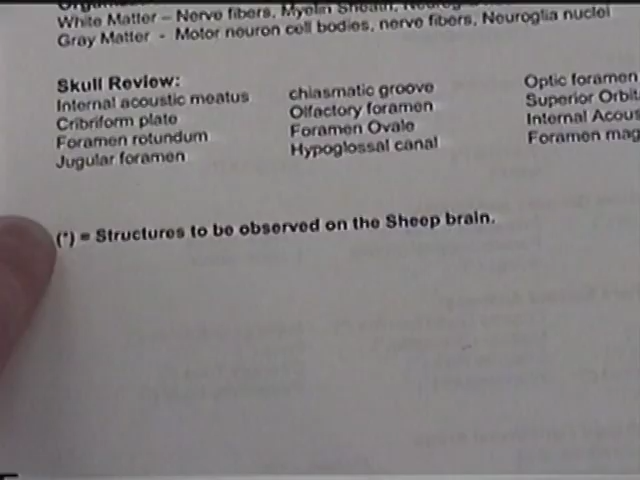 White Matter – Nerve fibers, Myelin Sheath,
Gray Matter - Motor neuron cell bodies, nerve fibers, Neuroglia nuclei
Skull Review:
Internal acoustic meatus chiasmatic groove Optic foramen
Cribriform plate Olfactory foramen Superior Orbit
Foramen rotundum Foramen Ovale Internal Acous
Jugular foramen Hypoglossal canal Foramen mag
(*) = Structures to be observed on the Sheep brain.